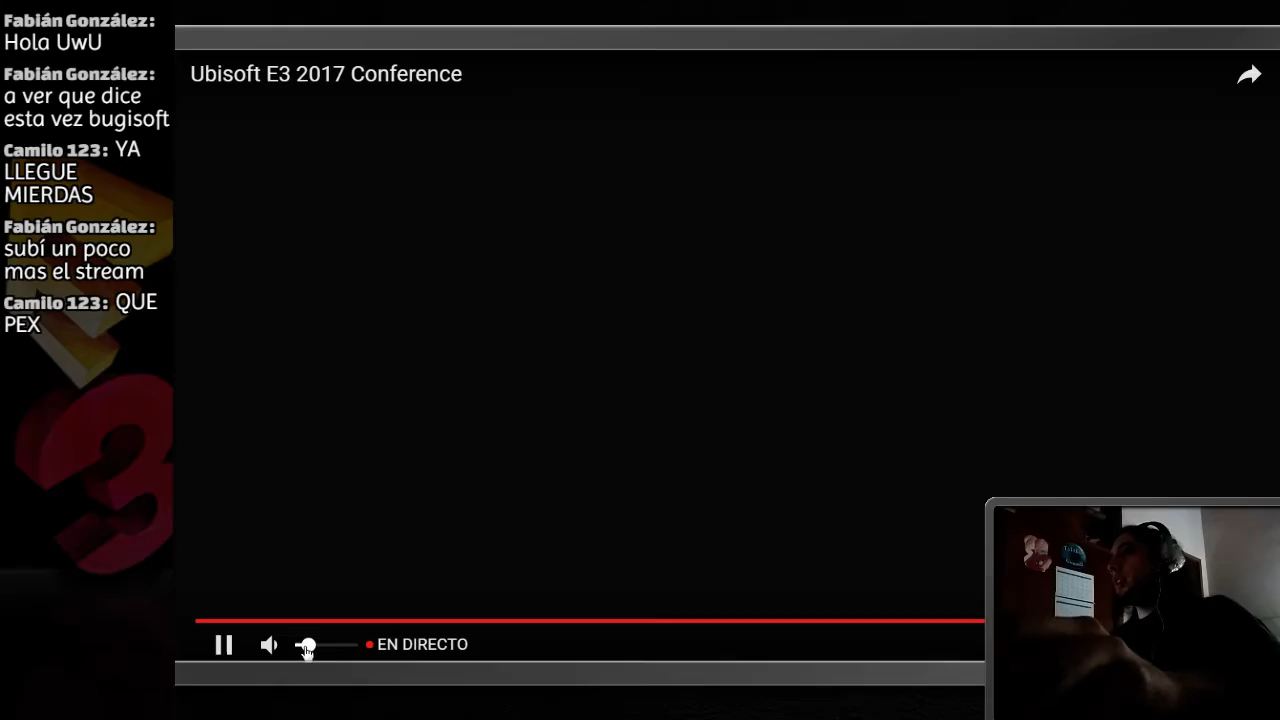 Fabián González:
Hola UwU
Fabián González:
a ver que dice
esta vez bugisoft
Camilo 123: YA
LLEGUE
MIERDAS
Fabián González:
subí un poco
mas el stream
Camilo 123: QUE
PEX
Ubisoft E3 2017 Conference
EN DIRECTO